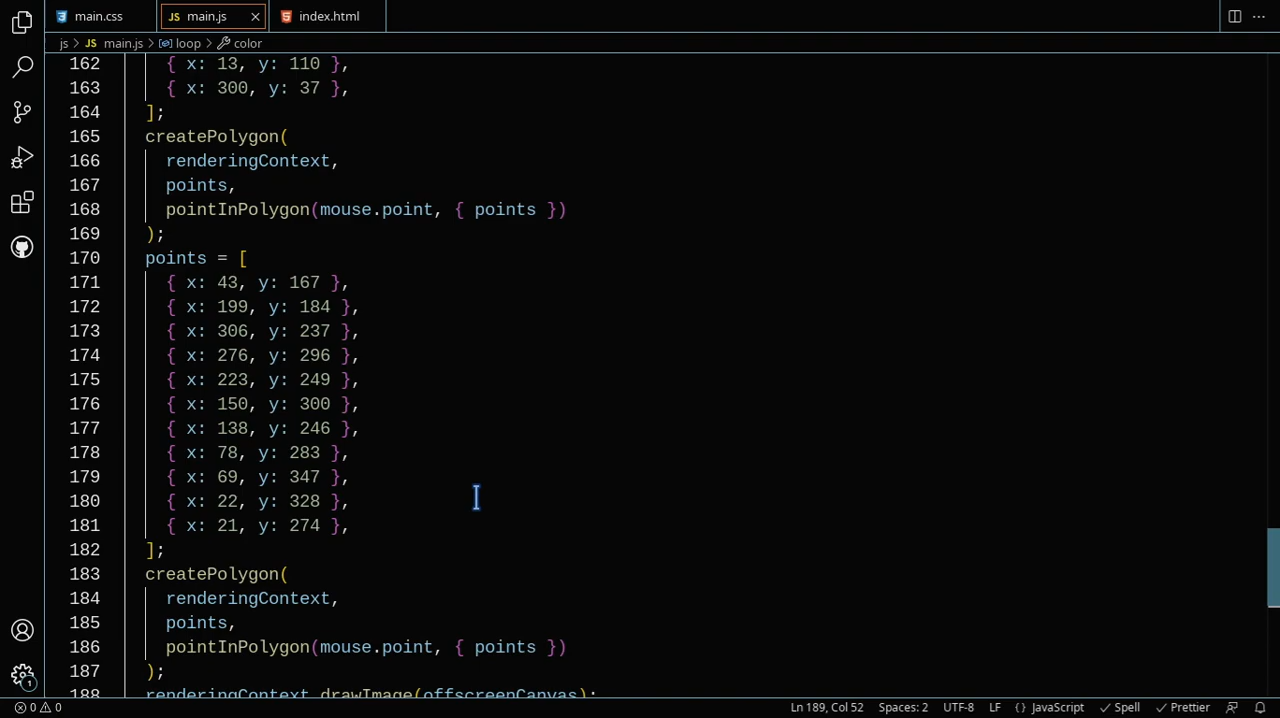 main.css
JS main.js
index.html
js > JS main.js > loop > color
162 { x: 13, y: 110 },
163 { x: 300, y: 37 },
164 ];
165 createPolygon(
166 renderingContext,
167 points,
168 pointInPolygon(mouse.point, { points })
169 );
170 points = [
171 { x: 43, y: 167 },
172 { x: 199, y: 184 },
173 { x: 306, y: 237 },
174 { x: 276, y: 296 },
175 { x: 223, y: 249 },
176 { x: 150, y: 300 },
177 { x: 138, y: 246 },
178 { x: 78, y: 283 },
179 { x: 69, y: 347 },
180 { x: 22, y: 328 },
181 { x: 21, y: 274 },
182 ];
183 createPolygon(
184 renderingContext,
185 points,
186 pointInPolygon(mouse.point, { points })
187 );
188 renderingContext.drawImage(offscreenCanvas);
1
0 0 Ln 189, Col 52 Spaces: 2 UTF-8 LF {} JavaScript Spell Prettier